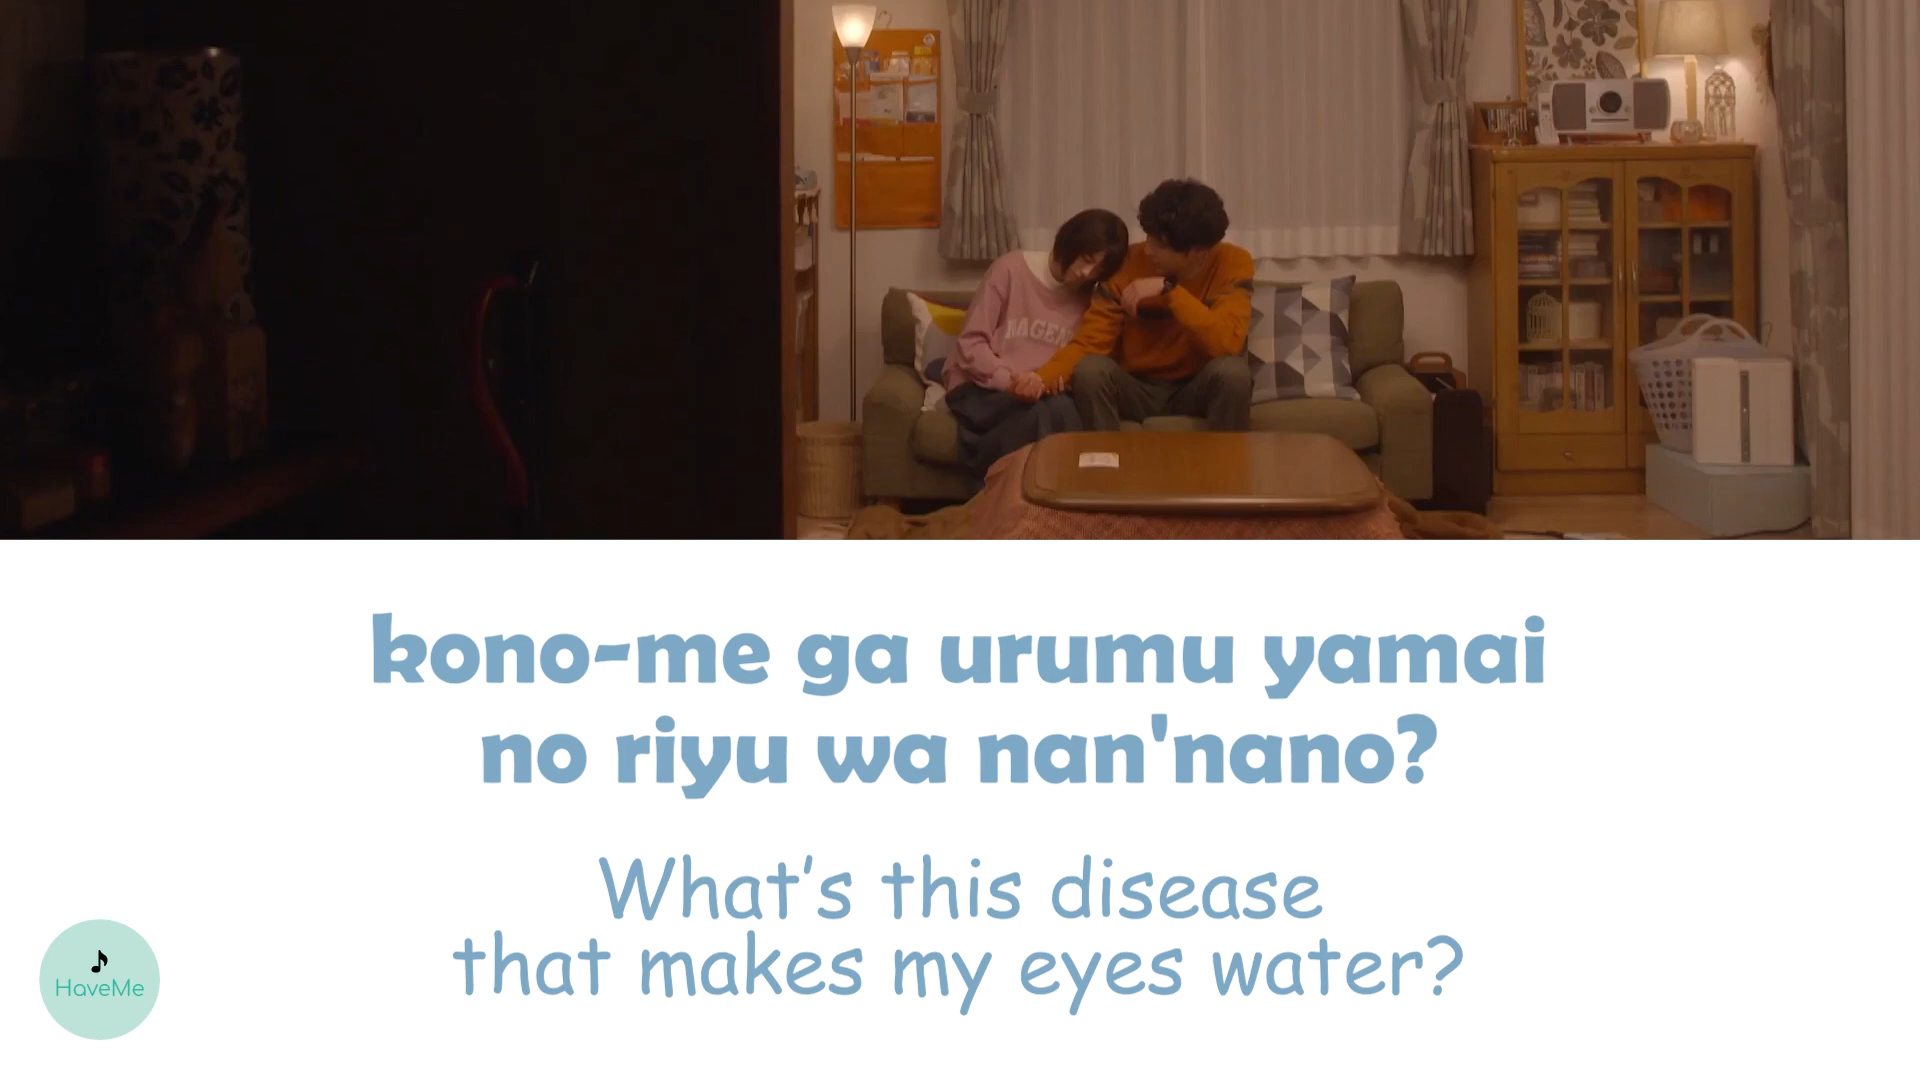 HAGEN
kono-me ga urumu yamai
no riyu wa nan'nano?
What's this disease
that makes my eyes water?
HaveMe